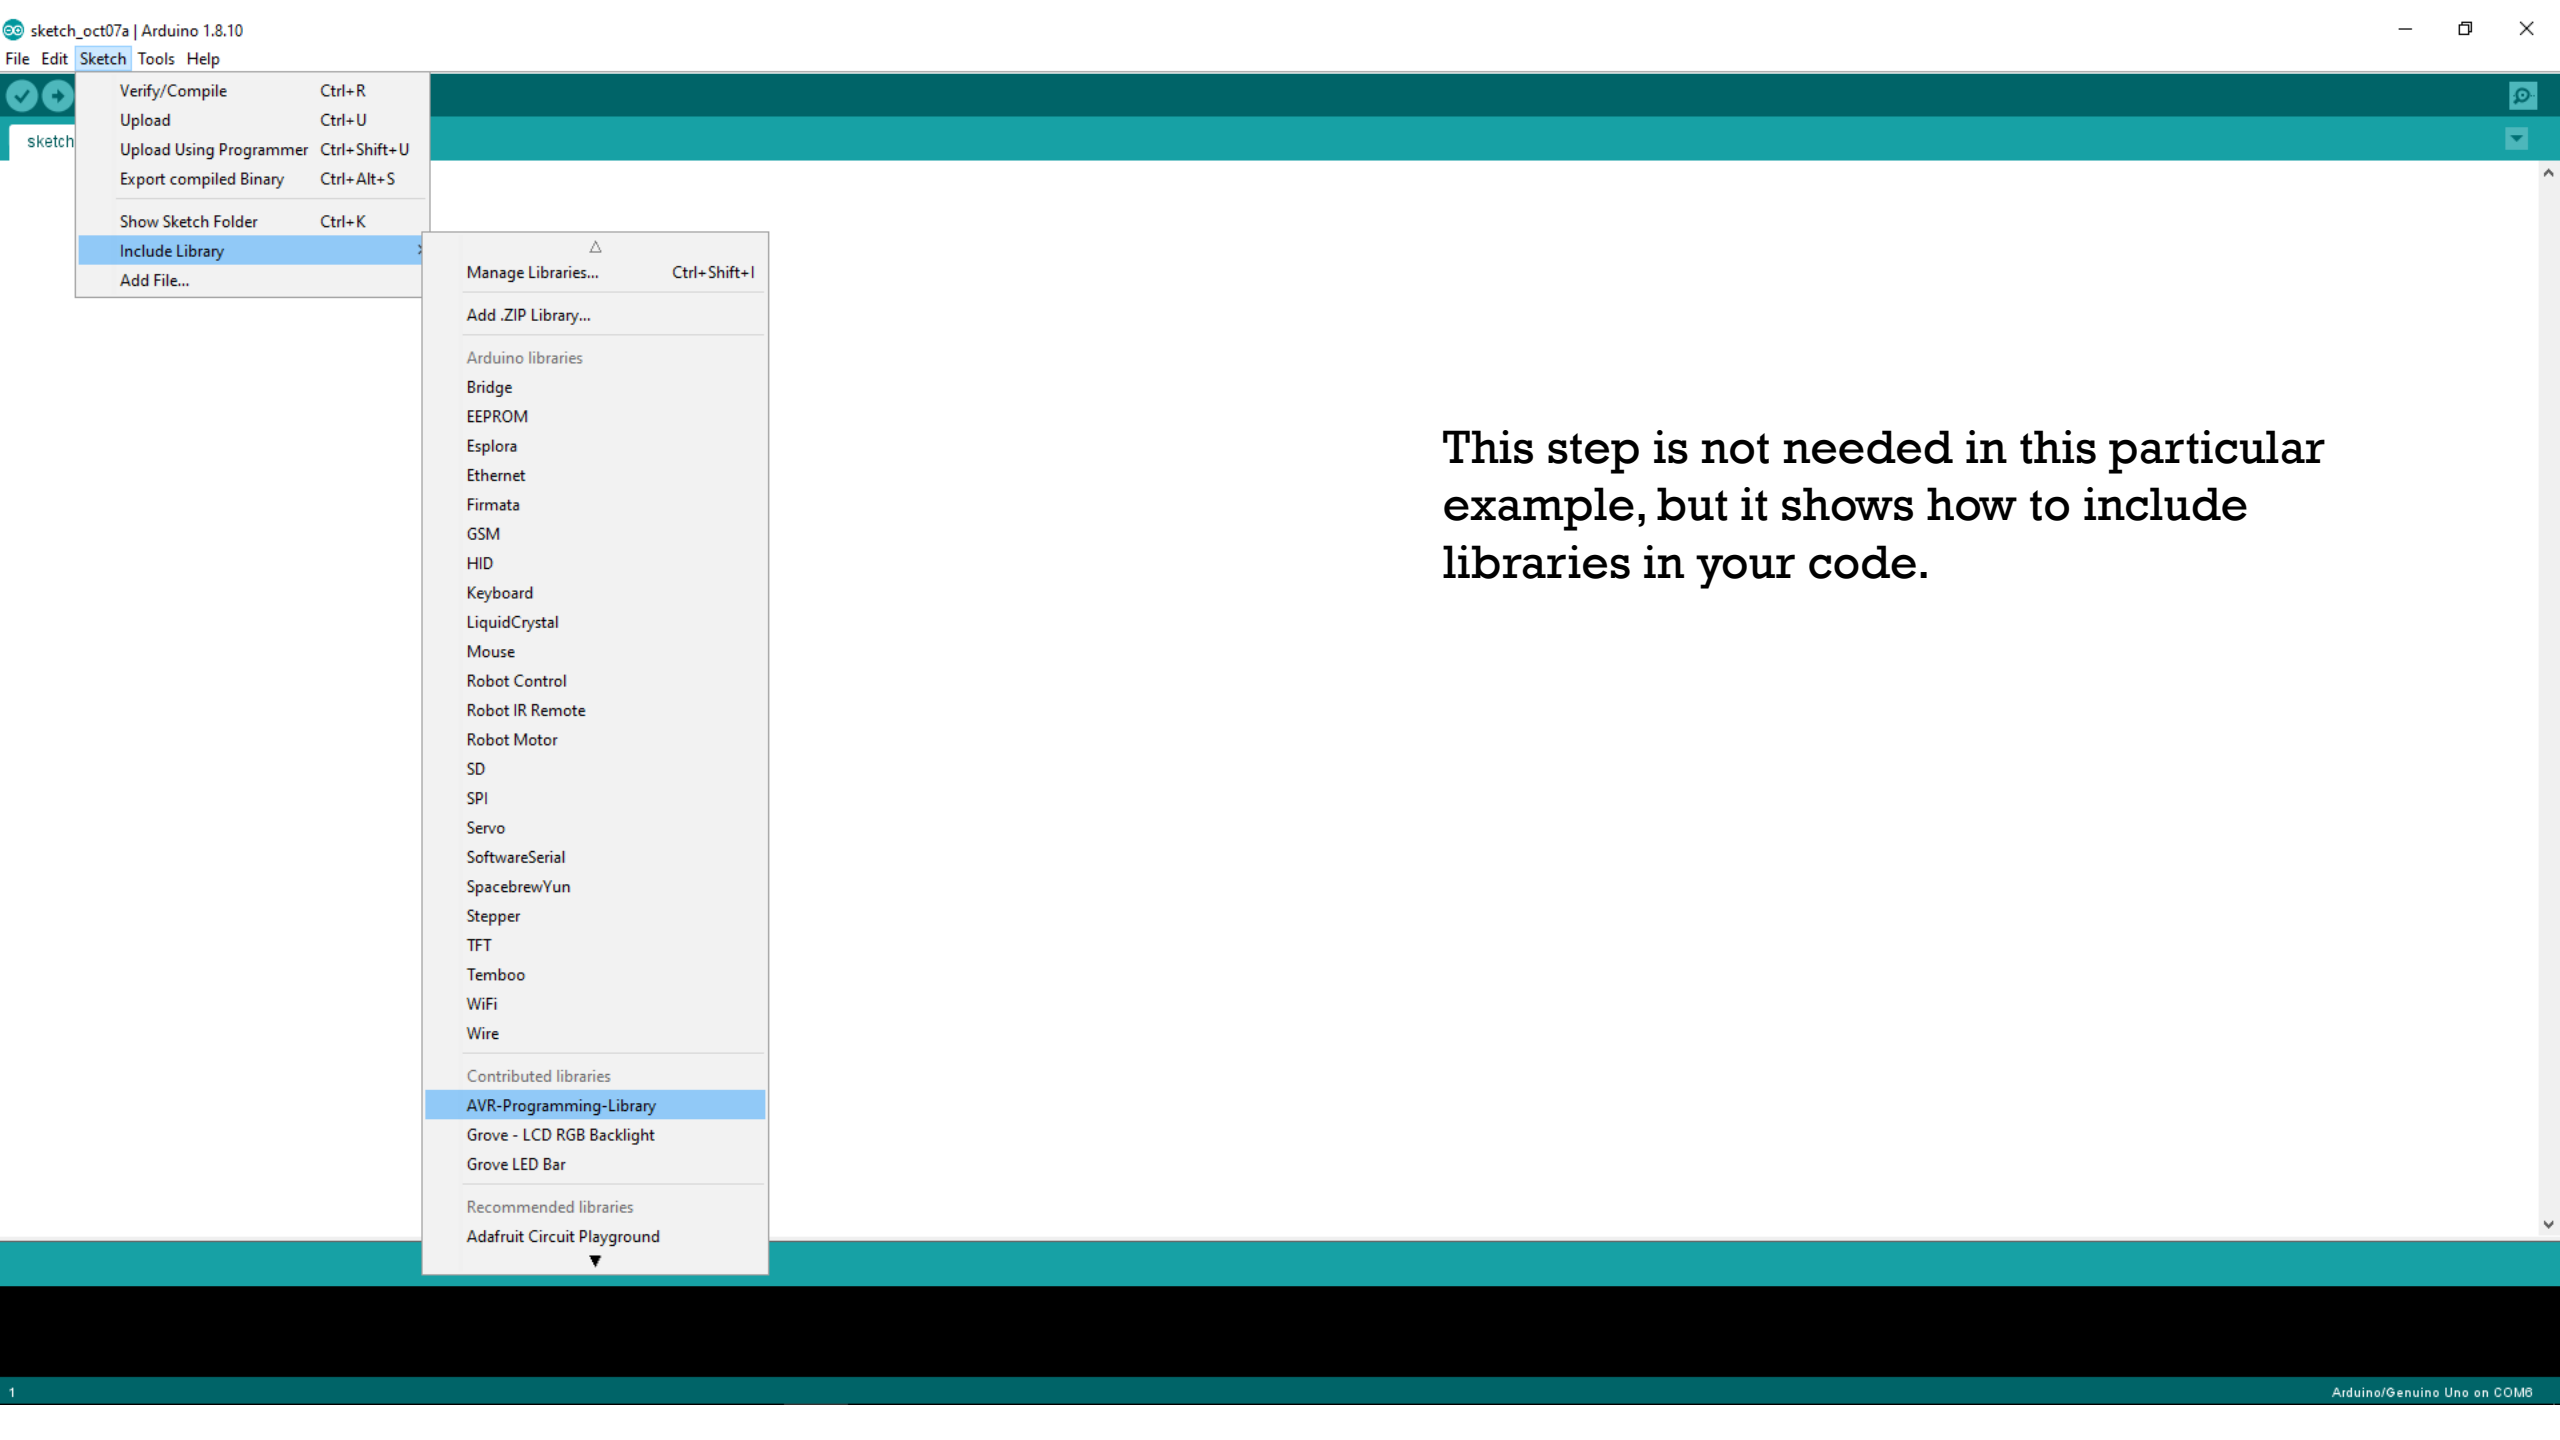 sketch_oct07a | Arduino 1.8.10
File Edit Sketch Tools Help
Verify/Compile Ctrl+R
Upload Ctrl+U
sketch
Upload Using Programmer Ctrl+Shift+U
Export compiled Binary Ctrl+Alt+S
Show Sketch Folder Ctrl+K
Include Library
Add File...
Manage Libraries... Ctrl+Shift+I
Add .ZIP Library...
Arduino libraries
Bridge
EEPROM
Esplora
Ethernet
Firmata
GSM
HID
Keyboard
LiquidCrystal
Mouse
Robot Control
Robot IR Remote
Robot Motor
SD
SPI
Servo
SoftwareSerial
SpacebrewYun
Stepper
TFT
Temboo
WiFi
Wire
Contributed libraries
AVR-Programming-Library
Grove - LCD RGB Backlight
Grove LED Bar
Recommended libraries
Adafruit Circuit Playground
This step is not needed in this particular
example, but it shows how to include
libraries in your code.
1
Arduino/Genuino Uno on COM6